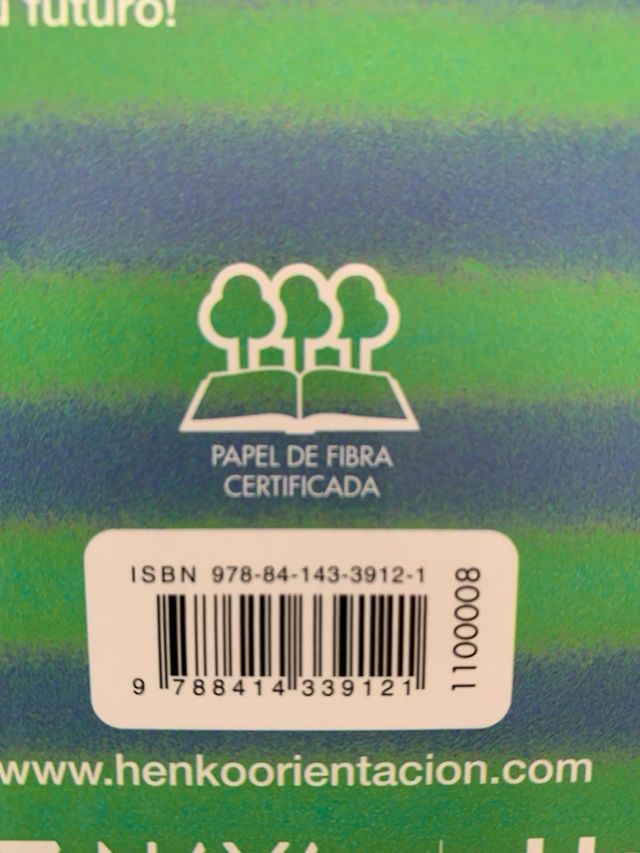 futuro!
PAPEL DE FIBRA
CERTIFICADA
ISBN 978-84-143-3912-1
1100008
9 788414 339121
www.henkoorientacion.com